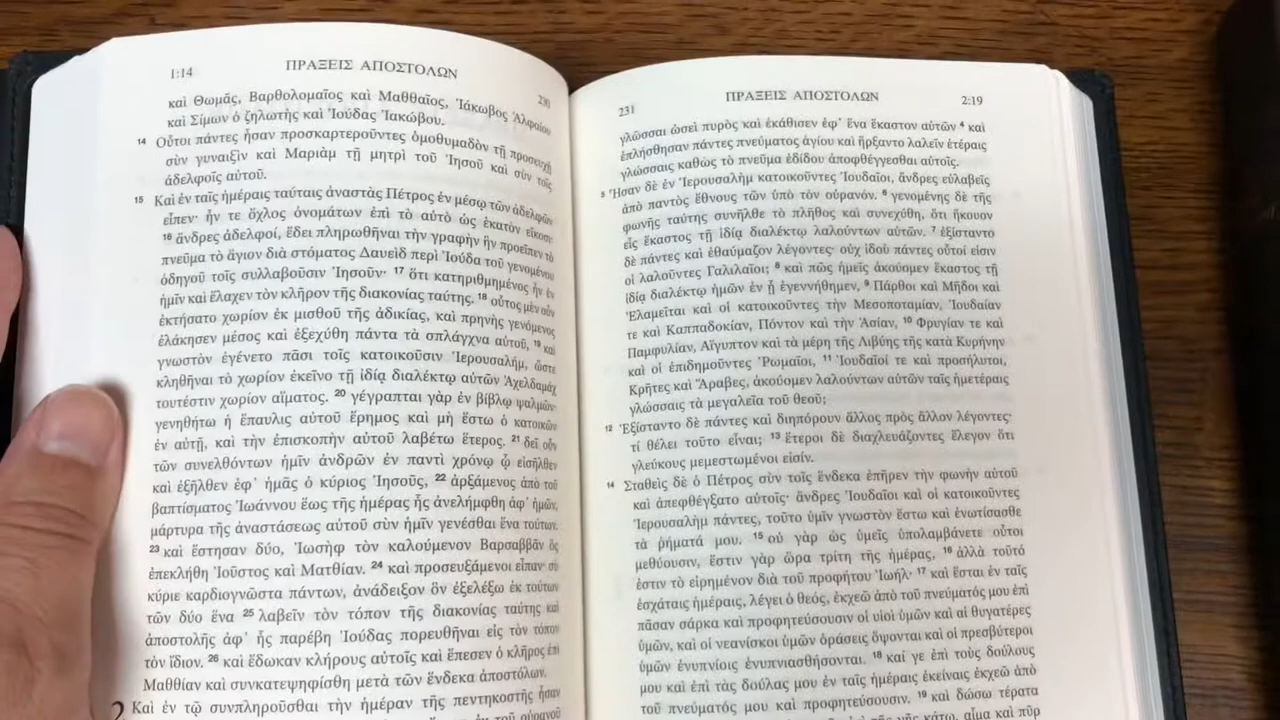 1:14 ΠΡΑΞΕΙΣ ΑΠΟΣΤΟΛΩΝ 230
καὶ Θωμᾶς, Βαρθολομαῖος καὶ Μαθθαῖος, Ἰάκωβος Ἁλφαίου
καὶ Σίμων ὁ ζηλωτὴς καὶ Ἰούδας Ἰακώβου.
14 Οὗτοι πάντες ἦσαν προσκαρτεροῦντες ὁμοθυμαδὸν τῇ προσευχῇ
σὺν γυναιξὶν καὶ Μαριὰμ τῇ μητρὶ τοῦ Ἰησοῦ καὶ σὺν τοῖς
ἀδελφοῖς αὐτοῦ.
15 Καὶ ἐν ταῖς ἡμέραις ταύταις ἀναστὰς Πέτρος ἐν μέσῳ τῶν ἀδελφῶν
εἶπεν· ἦν τε ὄχλος ὀνομάτων ἐπὶ τὸ αὐτὸ ὡς ἑκατὸν εἴκοσι·
16 ἄνδρες ἀδελφοί, ἔδει πληρωθῆναι τὴν γραφὴν ἣν προεῖπεν τὸ
πνεῦμα τὸ ἅγιον διὰ στόματος Δαυεὶδ περὶ Ἰούδα τοῦ γενομένου
ὁδηγοῦ τοῖς συλλαβοῦσιν Ἰησοῦν· 17 ὅτι κατηριθμημένος ἦν ἐν
ἡμῖν καὶ ἔλαχεν τὸν κλῆρον τῆς διακονίας ταύτης. 18 οὗτος μὲν οὖν
ἐκτήσατο χωρίον ἐκ μισθοῦ τῆς ἀδικίας, καὶ πρηνὴς γενόμενος
ἐλάκησεν μέσος καὶ ἐξεχύθη πάντα τὰ σπλάγχνα αὐτοῦ, 19 καὶ
γνωστὸν ἐγένετο πᾶσι τοῖς κατοικοῦσιν Ἰερουσαλήμ, ὥστε
κληθῆναι τὸ χωρίον ἐκεῖνο τῇ ἰδίᾳ διαλέκτῳ αὐτῶν Ἁχελδαμάχ
τουτέστιν χωρίον αἵματος. 20 γέγραπται γὰρ ἐν βίβλῳ ψαλμῶν·
γενηθήτω ἡ ἔπαυλις αὐτοῦ ἔρημος καὶ μὴ ἔστω ὁ κατοικῶν
ἐν αὐτῇ, καὶ τὴν ἐπισκοπὴν αὐτοῦ λαβέτω ἕτερος. 21 δεῖ οὖν
τῶν συνελθόντων ἡμῖν ἀνδρῶν ἐν παντὶ χρόνῳ ᾧ εἰσῆλθεν
καὶ ἐξῆλθεν ἐφ' ἡμᾶς ὁ κύριος Ἰησοῦς, 22 ἀρξάμενος ἀπὸ τοῦ
βαπτίσματος Ἰωάννου ἕως τῆς ἡμέρας ἧς ἀνελήμφθη ἀφ' ἡμῶν,
μάρτυρα τῆς ἀναστάσεως αὐτοῦ σὺν ἡμῖν γενέσθαι ἕνα τούτων.
23 καὶ ἔστησαν δύο, Ἰωσὴφ τὸν καλούμενον Βαρσαββᾶν ὃς
ἐπεκλήθη Ἰοῦστος καὶ Ματθίαν. 24 καὶ προσευξάμενοι εἶπαν· σὺ
κύριε καρδιογνῶστα πάντων, ἀνάδειξον ὃν ἐξελέξω ἐκ τούτων
τῶν δύο ἕνα 25 λαβεῖν τὸν τόπον τῆς διακονίας ταύτης καὶ
ἀποστολῆς ἀφ' ἧς παρέβη Ἰούδας πορευθῆναι εἰς τὸν τόπον
τὸν ἴδιον. 26 καὶ ἔδωκαν κλήρους αὐτοῖς καὶ ἔπεσεν ὁ κλῆρος ἐπὶ
Μαθθίαν καὶ συνκατεψηφίσθη μετὰ τῶν ἕνδεκα ἀποστόλων.
2 Καὶ ἐν τῷ συνπληροῦσθαι τὴν ἡμέραν τῆς πεντηκοστῆς ἦσαν
ἐκ τοῦ οὐρανοῦ
231 ΠΡΑΞΕΙΣ ΑΠΟΣΤΟΛΩΝ 2:19
γλῶσσαι ὡσεὶ πυρὸς καὶ ἐκάθισεν ἐφ' ἕνα ἕκαστον αὐτῶν 4 καὶ
ἐπλήσθησαν πάντες πνεύματος ἁγίου καὶ ἤρξαντο λαλεῖν ἑτέραις
γλώσσαις καθὼς τὸ πνεῦμα ἐδίδου ἀποφθέγγεσθαι αὐτοῖς.
5 Ἦσαν δὲ ἐν Ἰερουσαλὴμ κατοικοῦντες Ἰουδαῖοι, ἄνδρες εὐλαβεῖς
ἀπὸ παντὸς ἔθνους τῶν ὑπὸ τὸν οὐρανόν. 6 γενομένης δὲ τῆς
φωνῆς ταύτης συνῆλθε τὸ πλῆθος καὶ συνεχύθη, ὅτι ἤκουον
εἷς ἕκαστος τῇ ἰδίᾳ διαλέκτῳ λαλούντων αὐτῶν. 7 ἐξίσταντο
δὲ πάντες καὶ ἐθαύμαζον λέγοντες· οὐχ ἰδοὺ πάντες οὗτοί εἰσιν
οἱ λαλοῦντες Γαλιλαῖοι; 8 καὶ πῶς ἡμεῖς ἀκούομεν ἕκαστος τῇ
ἰδίᾳ διαλέκτῳ ἡμῶν ἐν ᾗ ἐγεννήθημεν, 9 Πάρθοι καὶ Μῆδοι καὶ
Ἐλαμεῖται καὶ οἱ κατοικοῦντες τὴν Μεσοποταμίαν, Ἰουδαίαν
τε καὶ Καππαδοκίαν, Πόντον καὶ τὴν Ἀσίαν, 10 Φρυγίαν τε καὶ
Παμφυλίαν, Αἴγυπτον καὶ τὰ μέρη τῆς Λιβύης τῆς κατὰ Κυρήνην
καὶ οἱ ἐπιδημοῦντες Ῥωμαῖοι, 11 Ἰουδαῖοί τε καὶ προσήλυτοι,
Κρῆτες καὶ Ἄραβες, ἀκούομεν λαλούντων αὐτῶν ταῖς ἡμετέραις
γλώσσαις τὰ μεγαλεῖα τοῦ θεοῦ;
12 Ἐξίσταντο δὲ πάντες καὶ διηπόρουν ἄλλος πρὸς ἄλλον λέγοντες·
τί θέλει τοῦτο εἶναι; 13 ἕτεροι δὲ διαχλευάζοντες ἔλεγον ὅτι
γλεύκους μεμεστωμένοι εἰσίν.
14 Σταθεὶς δὲ ὁ Πέτρος σὺν τοῖς ἕνδεκα ἐπῆρεν τὴν φωνὴν αὐτοῦ
καὶ ἀπεφθέγξατο αὐτοῖς· ἄνδρες Ἰουδαῖοι καὶ οἱ κατοικοῦντες
Ἰερουσαλὴμ πάντες, τοῦτο ὑμῖν γνωστὸν ἔστω καὶ ἐνωτίσασθε
τὰ ῥήματά μου. 15 οὐ γὰρ ὡς ὑμεῖς ὑπολαμβάνετε οὗτοι
μεθύουσιν, ἔστιν γὰρ ὥρα τρίτη τῆς ἡμέρας, 16 ἀλλὰ τοῦτό
ἐστιν τὸ εἰρημένον διὰ τοῦ προφήτου Ἰωήλ· 17 καὶ ἔσται ἐν ταῖς
ἐσχάταις ἡμέραις, λέγει ὁ θεός, ἐκχεῶ ἀπὸ τοῦ πνεύματός μου ἐπὶ
πᾶσαν σάρκα καὶ προφητεύσουσιν οἱ υἱοὶ ὑμῶν καὶ αἱ θυγατέρες
ὑμῶν, καὶ οἱ νεανίσκοι ὑμῶν ὁράσεις ὄψονται καὶ οἱ πρεσβύτεροι
ὑμῶν ἐνυπνίοις ἐνυπνιασθήσονται. 18 καί γε ἐπὶ τοὺς δούλους
μου καὶ ἐπὶ τὰς δούλας μου ἐν ταῖς ἡμέραις ἐκείναις ἐκχεῶ ἀπὸ
τοῦ πνεύματός μου καὶ προφητεύσουσιν. 19 καὶ δώσω τέρατα
τῆς γῆς κάτω, αἷμα καὶ πῦρ